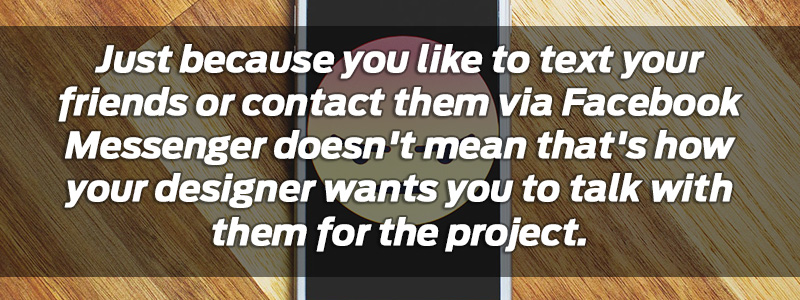 Just because you like to text your
friends or contact them via Facebook
Messenger doesn't mean that's how
your designer wants you to talk with
them for the project.